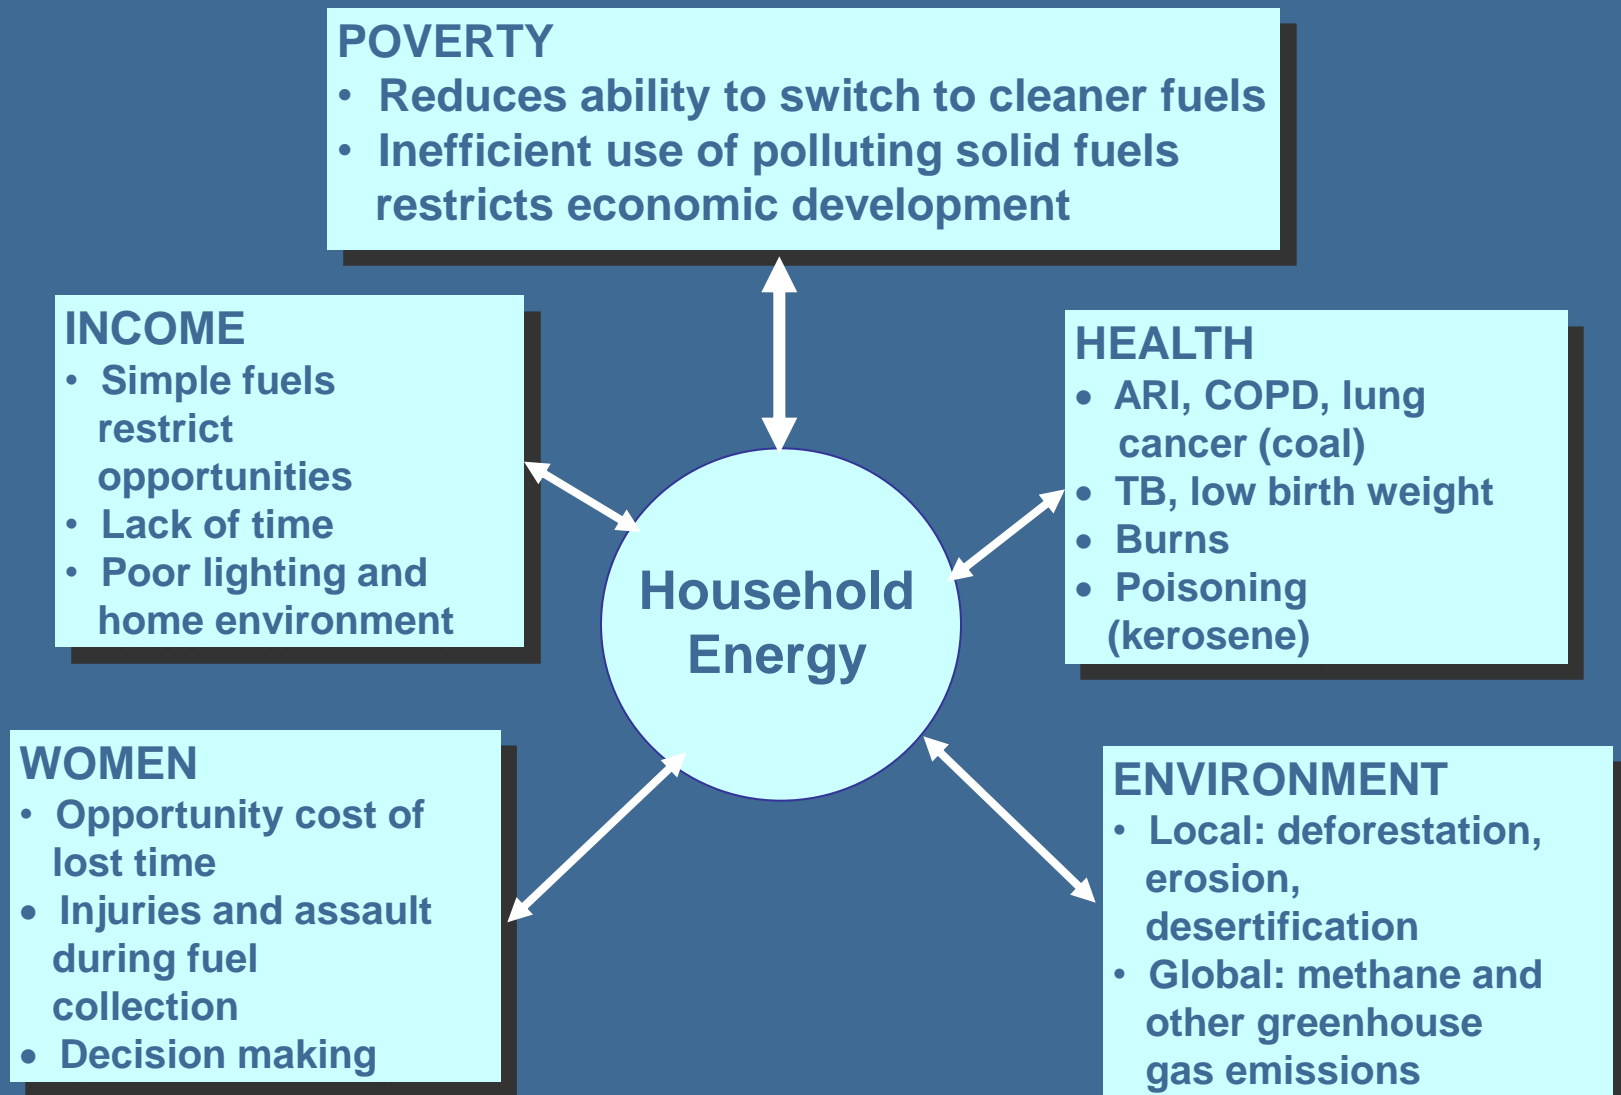 POVERTY
• Reduces ability to switch to cleaner fuels
• Inefficient use of polluting solid fuels
restricts economic development
INCOME
• Simple fuels
restrict
opportunities
• Lack of time
• Poor lighting and
home environment
HEALTH
• ARI, COPD, lung
cancer (coal)
• TB, low birth weight
• Burns
• Poisoning
(kerosene)
Household
Energy
WOMEN
• Opportunity cost of
lost time
• Injuries and assault
during fuel
collection
• Decision making
ENVIRONMENT
• Local: deforestation,
erosion,
desertification
• Global: methane and
other greenhouse
gas emissions